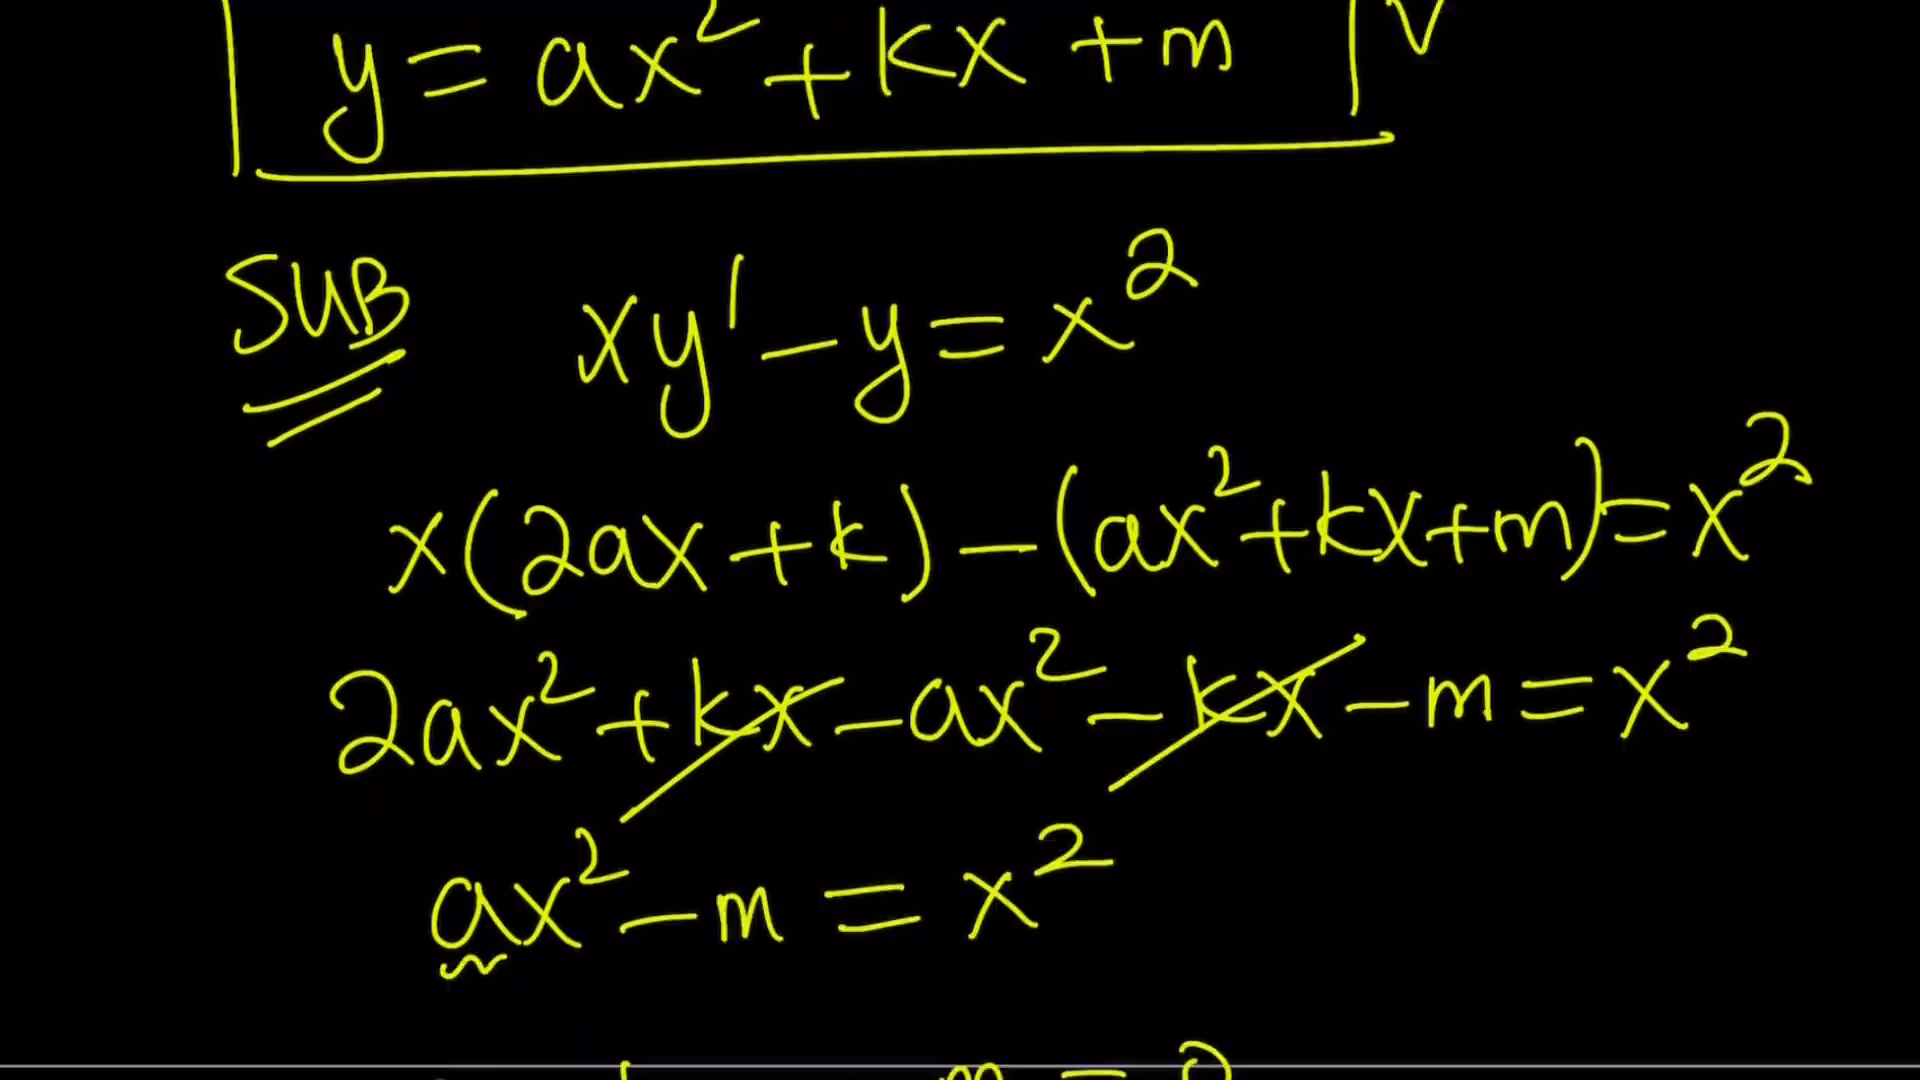 y = ax² + kx + m
SUB xy' - y = x²
x(2ax + k) - (ax² + kx + m) = x²
2ax² + kx - ax² - kx - m = x²
ax² - m = x²
m =